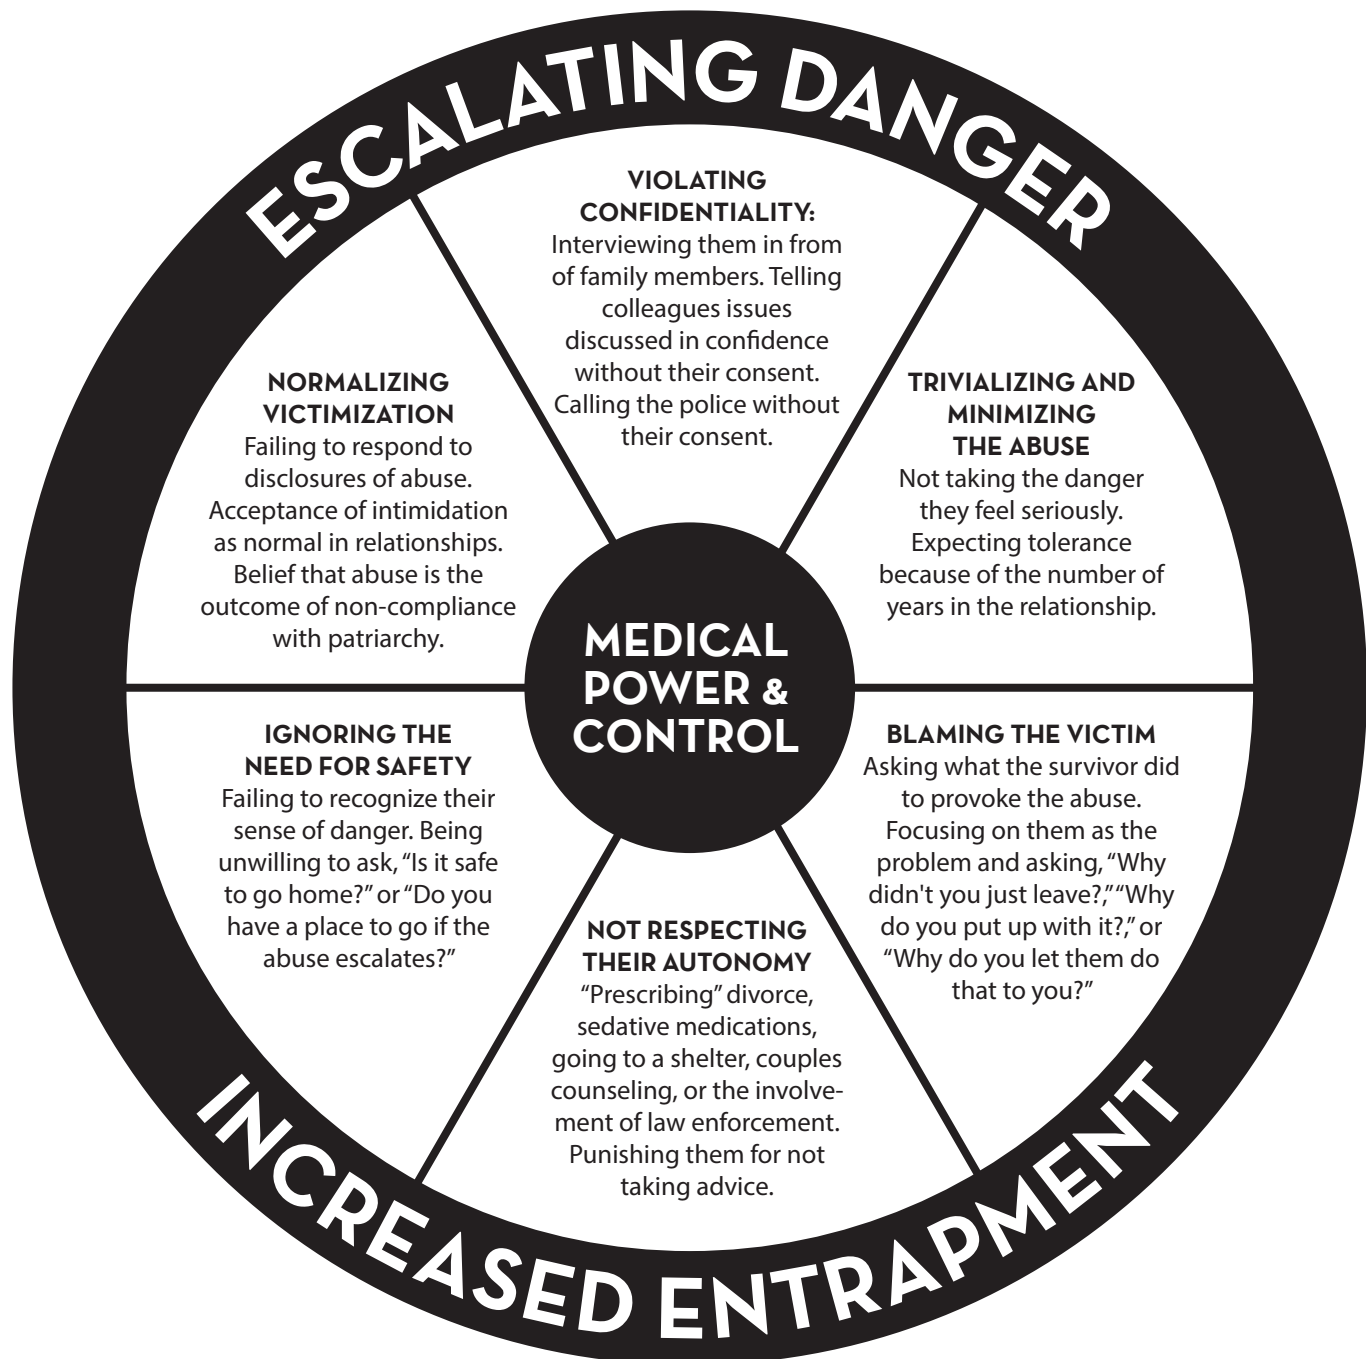 ESCALATING DANGER
VIOLATING
CONFIDENTIALITY:
Interviewing them in from
of family members. Telling
colleagues issues
discussed in confidence
without their consent.
Calling the police without
their consent.
TRIVIALIZING AND
MINIMIZING
THE ABUSE
Not taking the danger
they feel seriously.
Expecting tolerance
because of the number of
years in the relationship.
BLAMING THE VICTIM
Asking what the survivor did
to provoke the abuse.
Focusing on them as the
problem and asking, “Why
didn't you just leave?,” “Why
do you put up with it?,” or
“Why do you let them do
that to you?”
NOT RESPECTING
THEIR AUTONOMY
“Prescribing” divorce,
sedative medications,
going to a shelter, couples
counseling, or the involve-
ment of law enforcement.
Punishing them for not
taking advice.
IGNORING THE
NEED FOR SAFETY
Failing to recognize their
sense of danger. Being
unwilling to ask, “Is it safe
to go home?” or “Do you
have a place to go if the
abuse escalates?”
NORMALIZING
VICTIMIZATION
Failing to respond to
disclosures of abuse.
Acceptance of intimidation
as normal in relationships.
Belief that abuse is the
outcome of non-compliance
with patriarchy.
MEDICAL
POWER &
CONTROL
INCREASED ENTRAPMENT